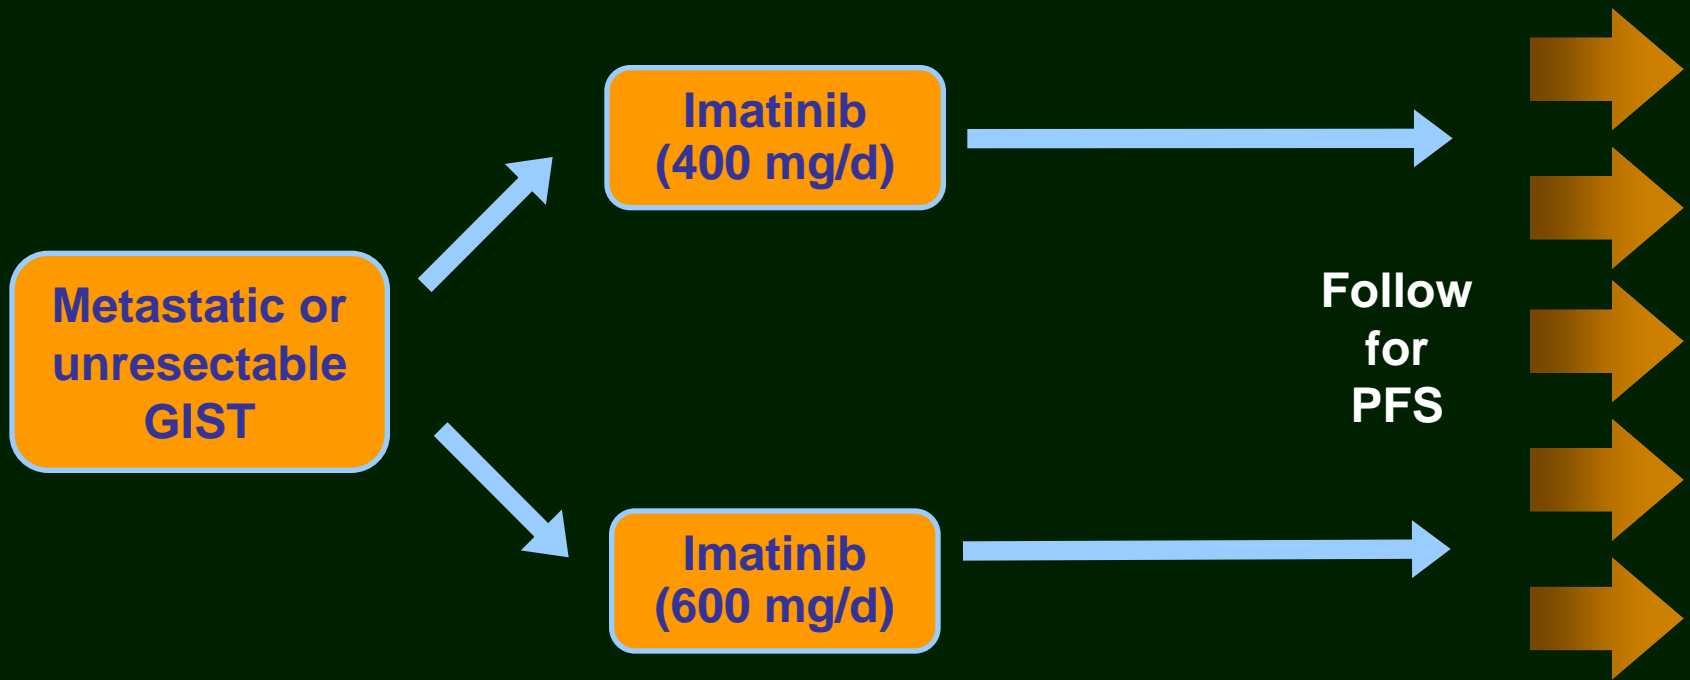 Metastatic or
unresectable
GIST
Imatinib
(400 mg/d)
Imatinib
(600 mg/d)
Follow
for
PFS